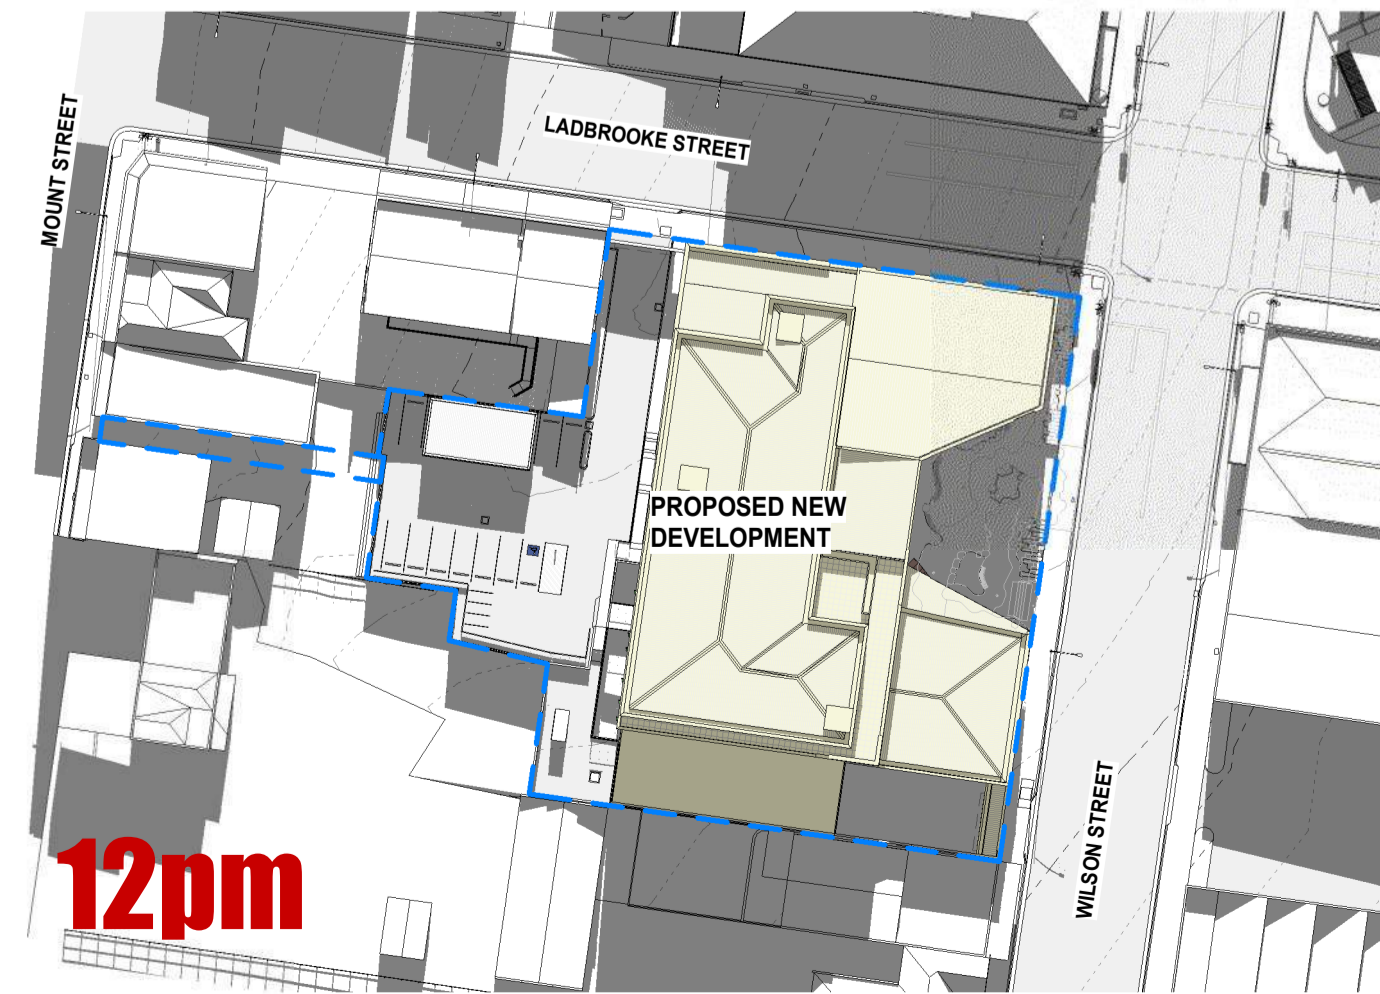 MOUNT STREET
LADBROOKE STREET
PROPOSED NEW
DEVELOPMENT
WILSON STREET
12pm